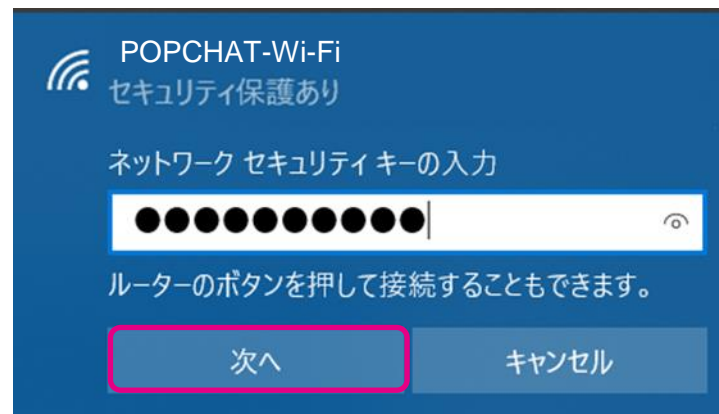 POPCHAT-Wi-Fi
セキュリティ保護あり
ネットワーク セキュリティ キーの入力
●●●●●●●●●●
ルーターのボタンを押して接続することもできます。
次へ
キャンセル